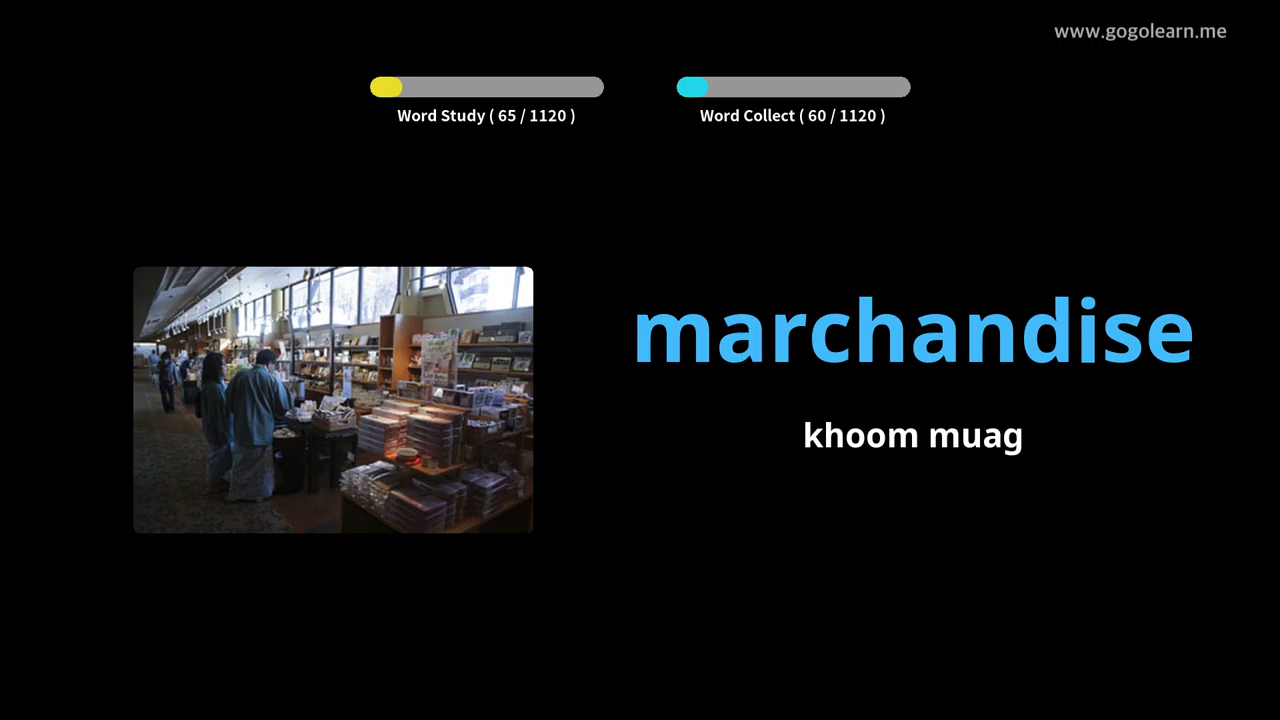 www.gogolearn.me
Word Study ( 65 / 1120 )
Word Collect ( 60 / 1120 )
marchandise
khoom muag